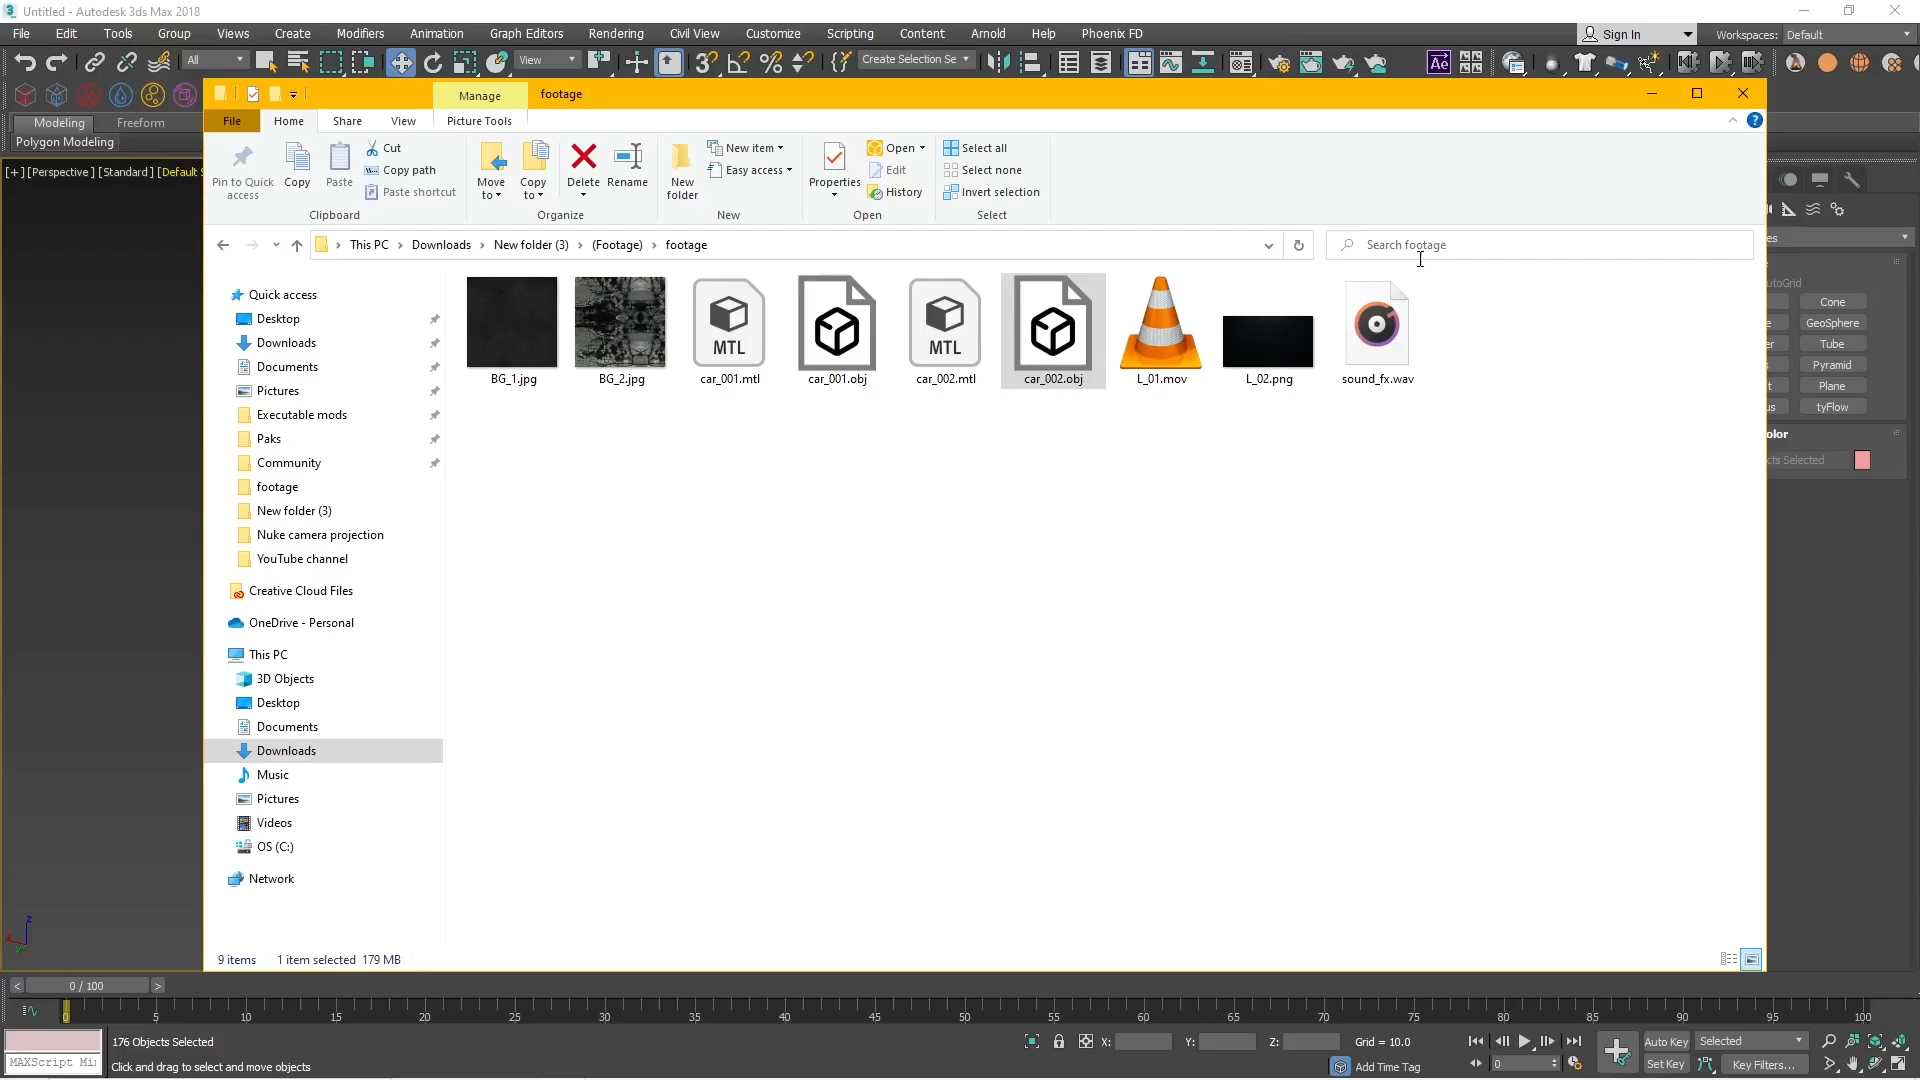 Untitled - Autodesk 3ds Max 2018
File Edit Tools Group Views Create Modifiers Animation Graph Editors Rendering Civil View Customize Scripting Content Arnold Help Phoenix FD
Sign In
Workspaces: Default
All
View
Create Selection Se
Ae
Modeling Freeform
Polygon Modeling
[+] [Perspective ] [Standard ] [Default S
Manage
footage
File Home Share View Picture Tools
Pin to Quick access
Copy
Paste
Cut
Copy path
Paste shortcut
Clipboard
Move to
Copy to
Delete
Rename
Organize
New folder
New item
Easy access
New
Properties
Open
Edit
History
Open
Select all
Select none
Invert selection
Select
This PC > Downloads > New folder (3) > (Footage) > footage
Search footage
Quick access
Desktop
Downloads
Documents
Pictures
Executable mods
Paks
Community
footage
New folder (3)
Nuke camera projection
YouTube channel
Creative Cloud Files
OneDrive - Personal
This PC
3D Objects
Desktop
Documents
Downloads
Music
Pictures
Videos
OS (C:)
Network
MTL
MTL
BG_1.jpg
BG_2.jpg
car_001.mtl
car_001.obj
car_002.mtl
car_002.obj
L_01.mov
L_02.png
sound_fx.wav
9 items 1 item selected 179 MB
es
utoGrid
Cone
GeoSphere
Tube
Pyramid
Plane
tyFlow
olor
cts Selected
z
x
y
< 0 / 100 >
0 5 10 15 20 25 30 35 40 45 50 55 60 65 70 75 80 85 90 95 100
176 Objects Selected
MAXScript Mi
Click and drag to select and move objects
X:
Y:
Z:
Grid = 10.0
Add Time Tag
0
Auto Key
Selected
Set Key
Key Filters...